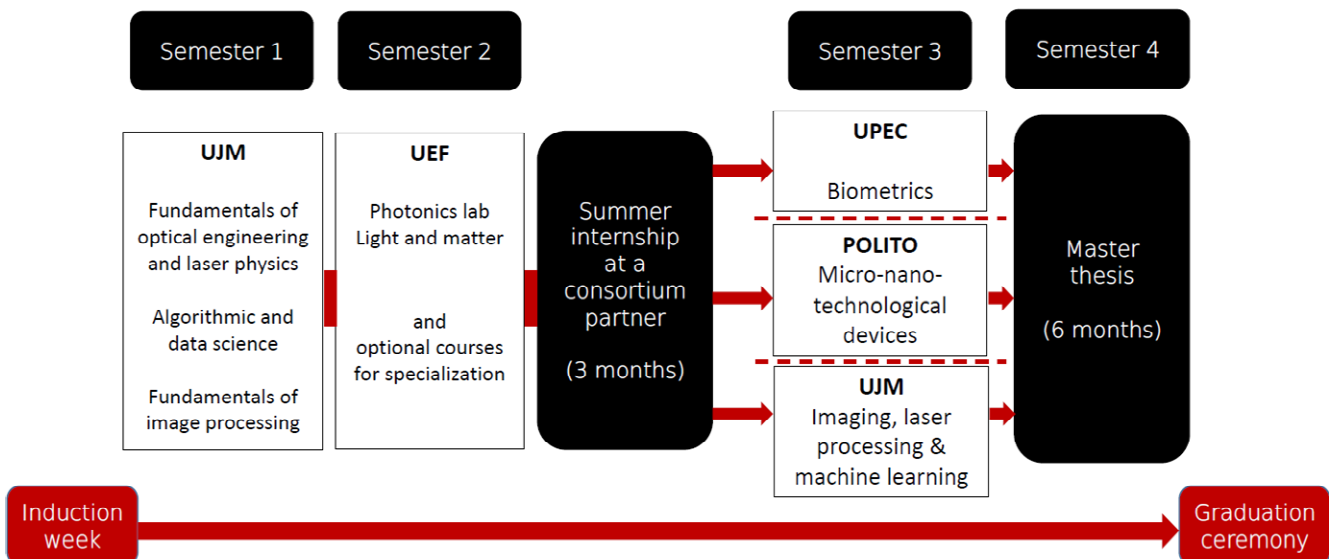 Semester 1
Semester 2
Semester 3
Semester 4
UJM
Fundamentals of
optical engineering
and laser physics
Algorithmic and
data science
Fundamentals of
image processing
UEF
Photonics lab
Light and matter
and
optional courses
for specialization
Summer
internship
at a
consortium
partner
(3 months)
UPEC
Biometrics
POLITO
Micro-nano-
technological
devices
UJM
Imaging, laser
processing &
machine learning
Master
thesis
(6 months)
Induction
week
Graduation
ceremony